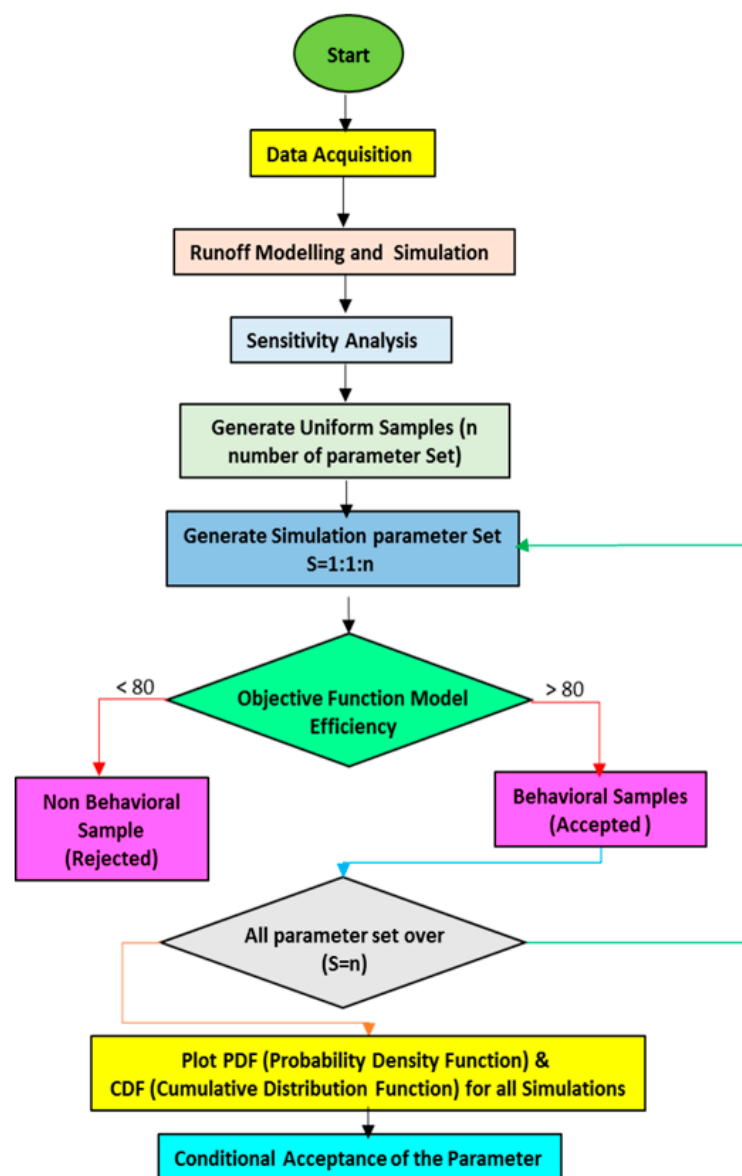 Start
Data Acquisition
Runoff Modelling and Simulation
Sensitivity Analysis
Generate Uniform Samples (n
number of parameter Set)
Generate Simulation parameter Set
S=1:1:n
< 80
> 80
Objective Function Model
Efficiency
Non Behavioral
Sample
(Rejected)
Behavioral Samples
(Accepted )
All parameter set over
(S=n)
Plot PDF (Probability Density Function) &
CDF (Cumulative Distribution Function) for all Simulations
Conditional Acceptance of the Parameter